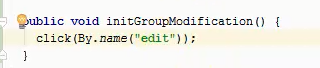 public void initGroupModification() {
click(By.name("edit"));
}